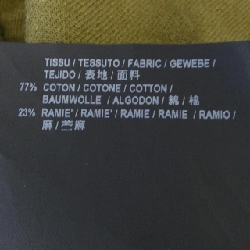 TISSU / TESSUTO / FABRIC / GEWEBE /
TEJIDO / 表地 / 面料
77% COTON / COTONE / COTTON /
BAUMWOLLE / ALGODON / 綿 / 棉
23% RAMIE' / RAMIE' / RAMIE / RAMIE / RAMIO /
麻 / 苎麻